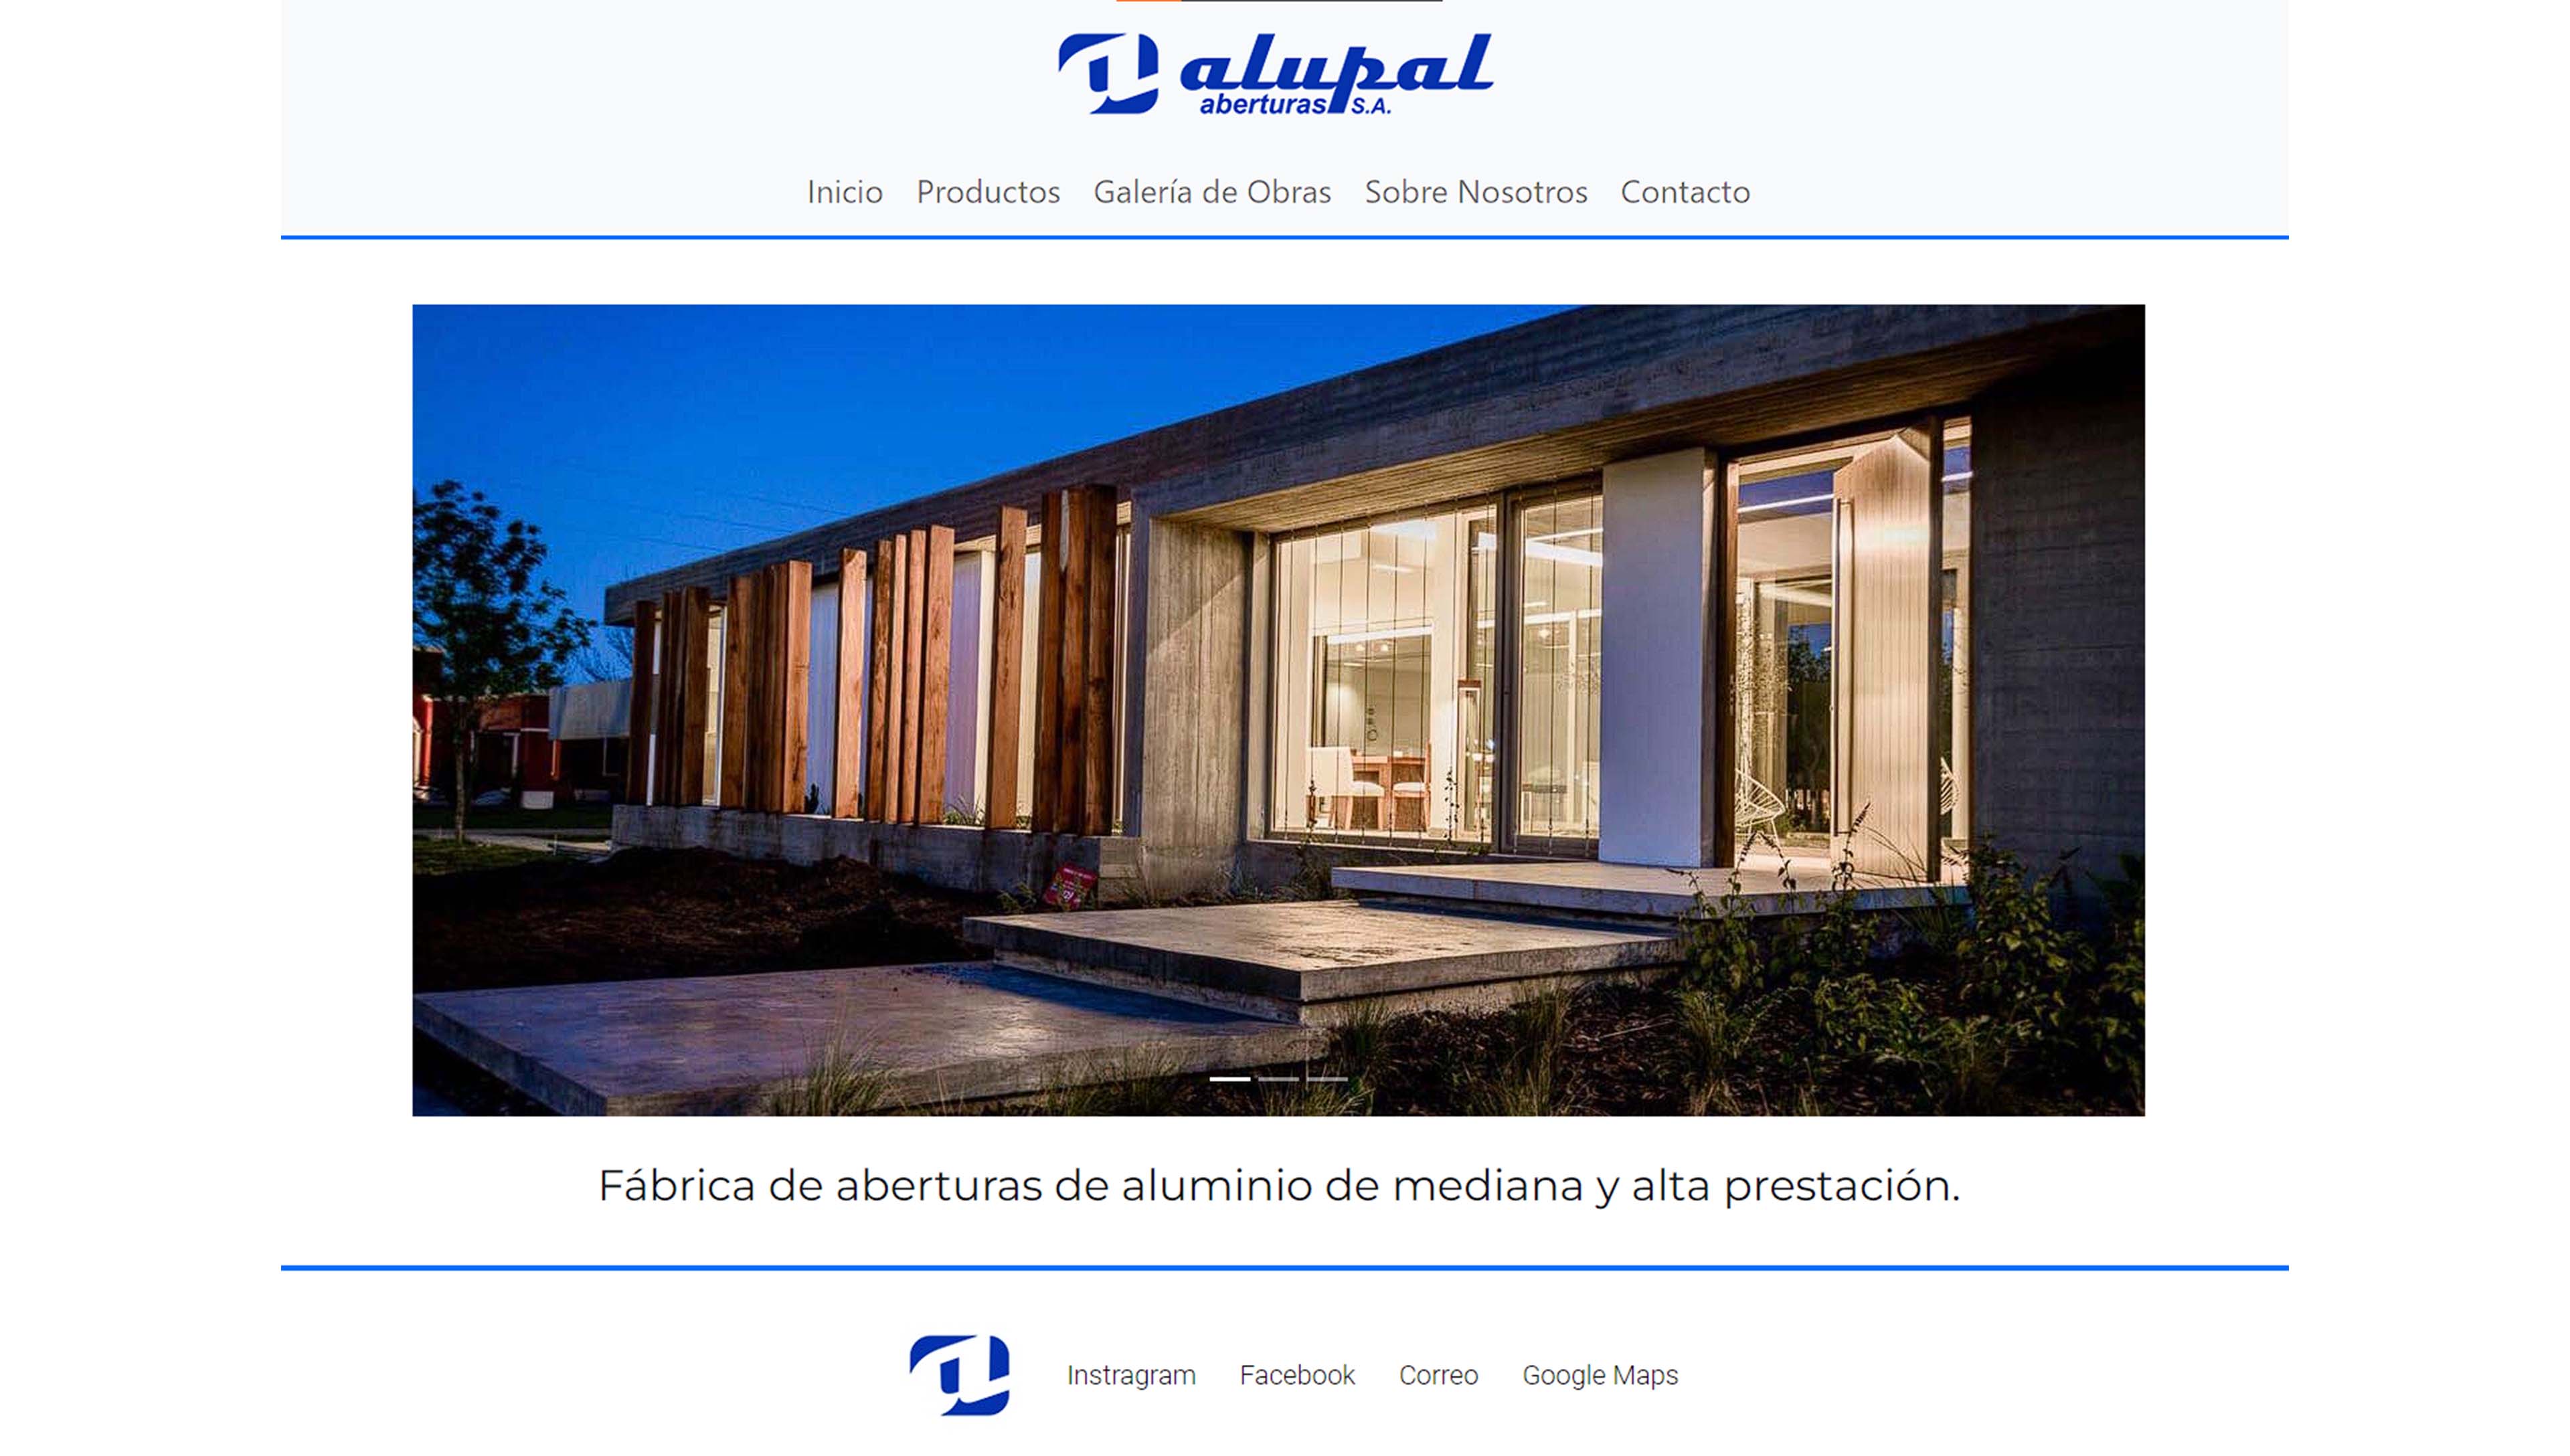 alupal
aberturas S.A.
Inicio Productos Galería de Obras Sobre Nosotros Contacto
Fábrica de aberturas de aluminio de mediana y alta prestación.
Instragram Facebook Correo Google Maps